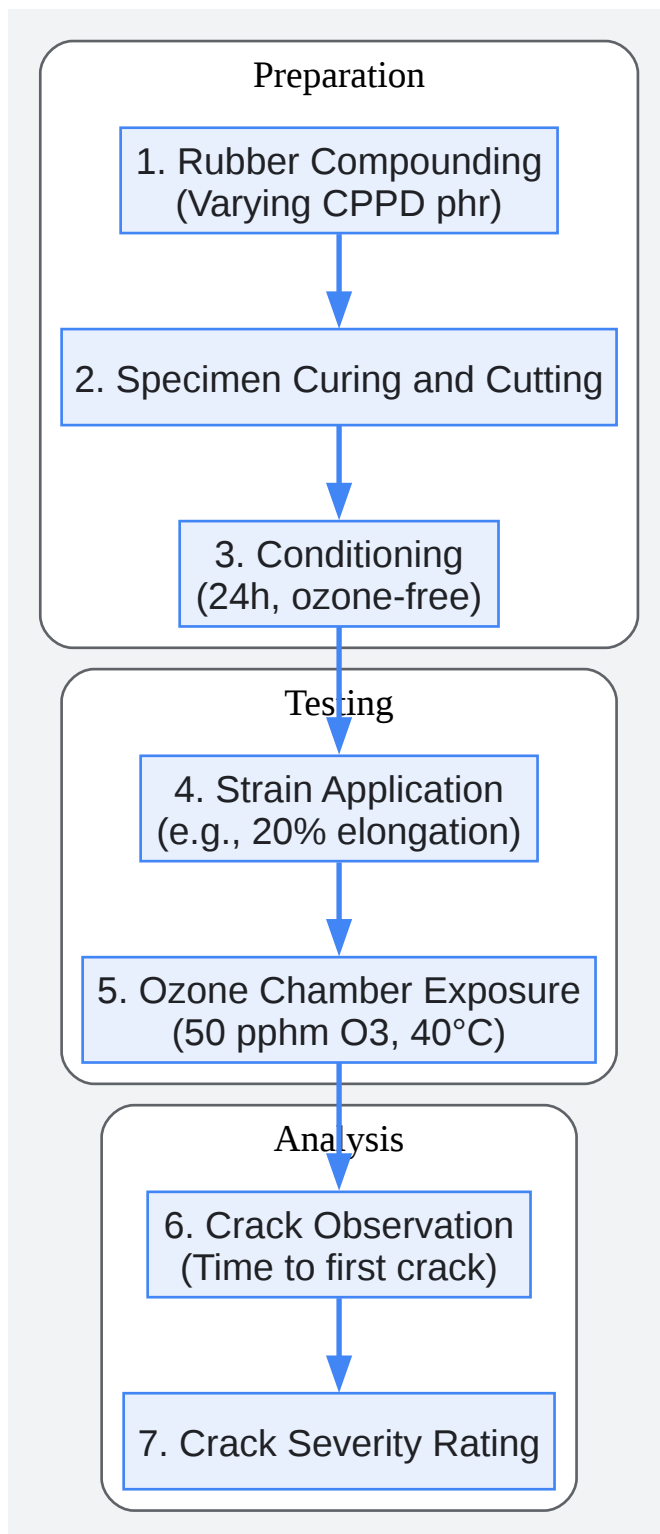 Preparation
1. Rubber Compounding
(Varying CPPD phr)
2. Specimen Curing and Cutting
3. Conditioning
(24h, ozone-free)
Testing
4. Strain Application
(e.g., 20% elongation)
5. Ozone Chamber Exposure
(50 pphm O3, 40°C)
Analysis
6. Crack Observation
(Time to first crack)
7. Crack Severity Rating